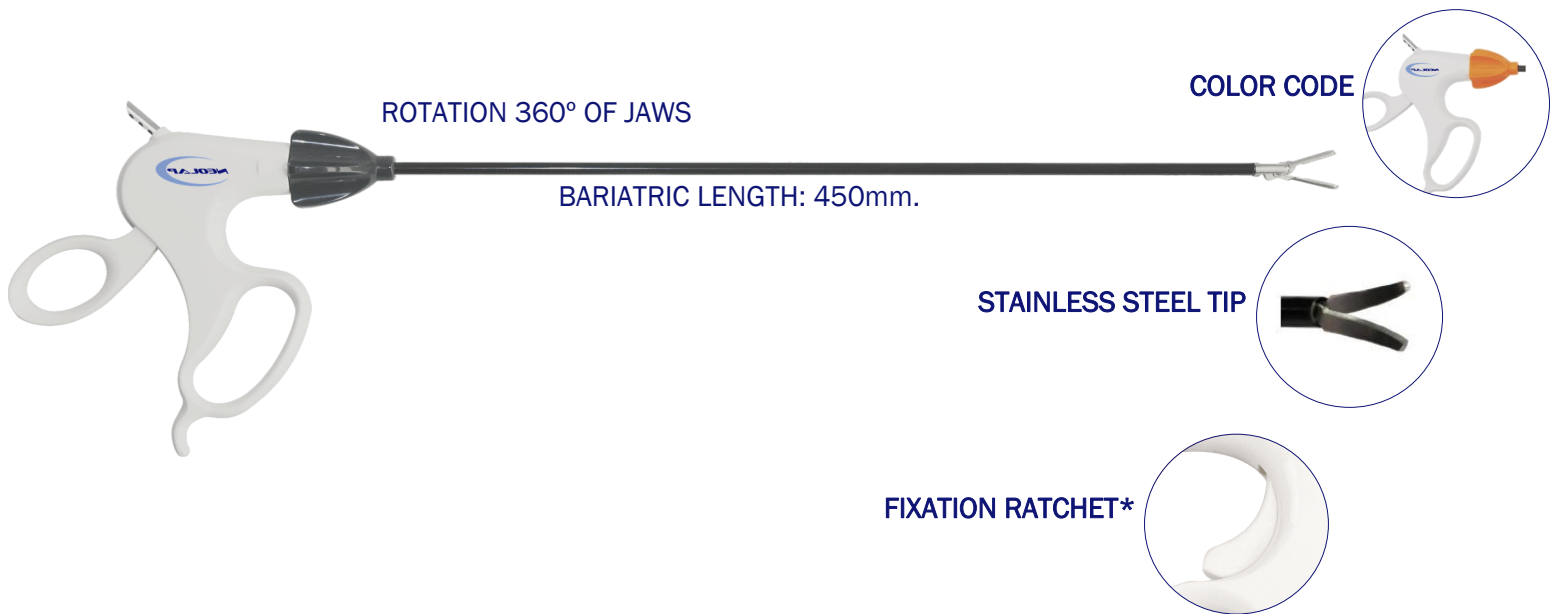 COLOR CODE
ROTATION 360º OF JAWS
NEOLAP
BARIATRIC LENGTH: 450mm.
STAINLESS STEEL TIP
FIXATION RATCHET*